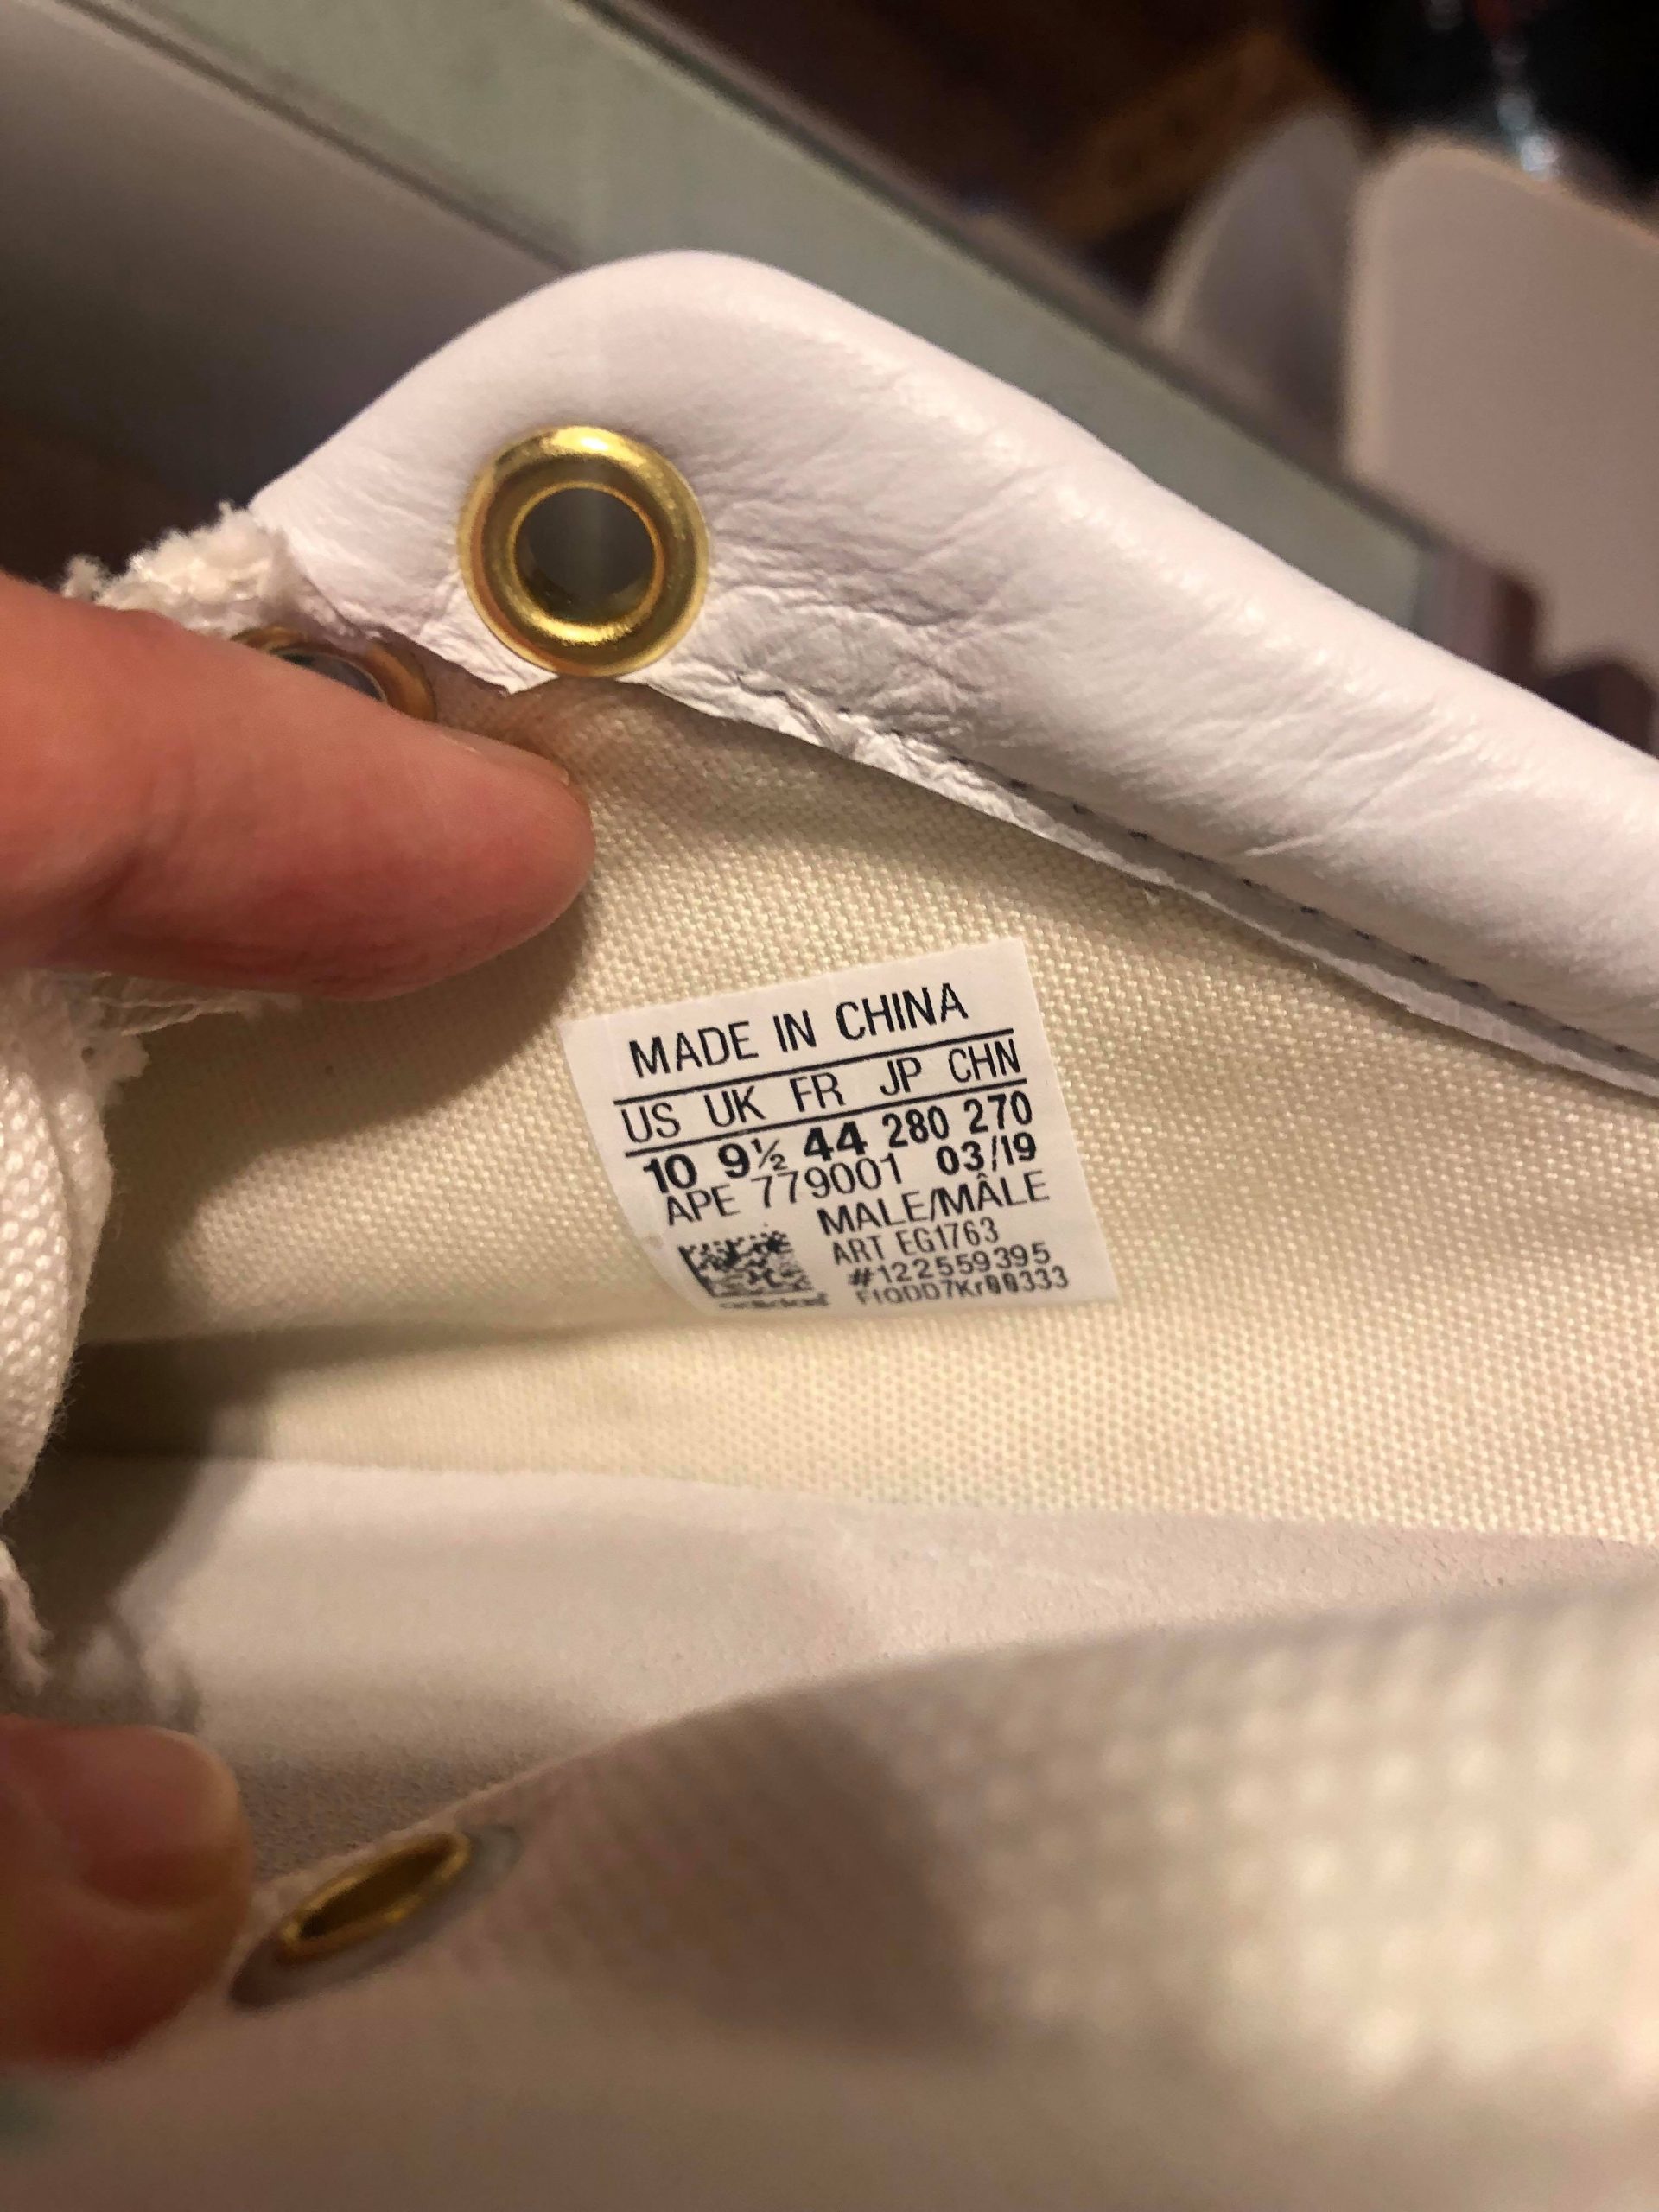 MADE IN CHINA
US UK FR JP CHN
10 9½ 44 280 270
APE 779001 03/19
MALE/MÂLE
ART EG1763
#122559395
adidas